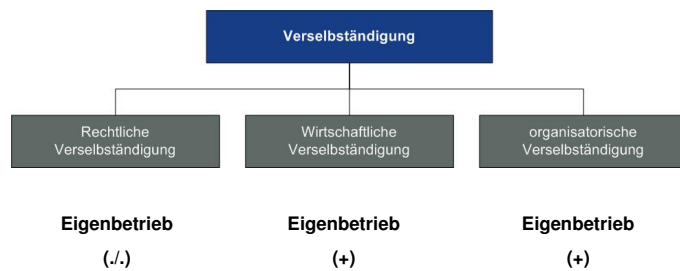 Verselbständigung
Rechtliche
Verselbständigung
Wirtschaftliche
Verselbständigung
organisatorische
Verselbständigung
Eigenbetrieb
Eigenbetrieb
Eigenbetrieb
(./.)
(+)
(+)